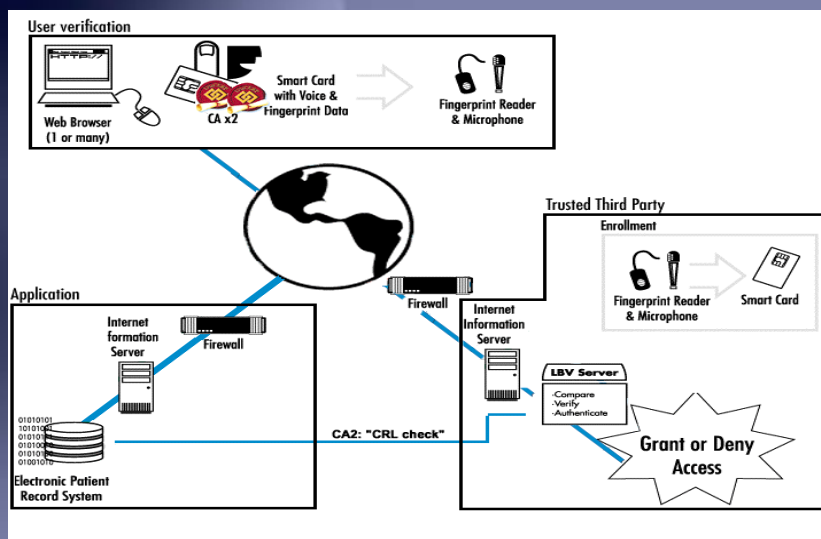 User verification
HTTP://
Web Browser
(1 or many)
CA x2
Smart Card
with Voice &
Fingerprint Data
Fingerprint Reader
& Microphone
Trusted Third Party
Enrollment
Fingerprint Reader
& Microphone
Smart Card
Firewall
Internet
Information
Server
LBV Server
-Compare
-Verify
-Authenticate
Grant or Deny
Access
Application
Internet
formation
Server
Firewall
01010101
CA2: "CRL check"
01001010
Electronic Patient
Record System